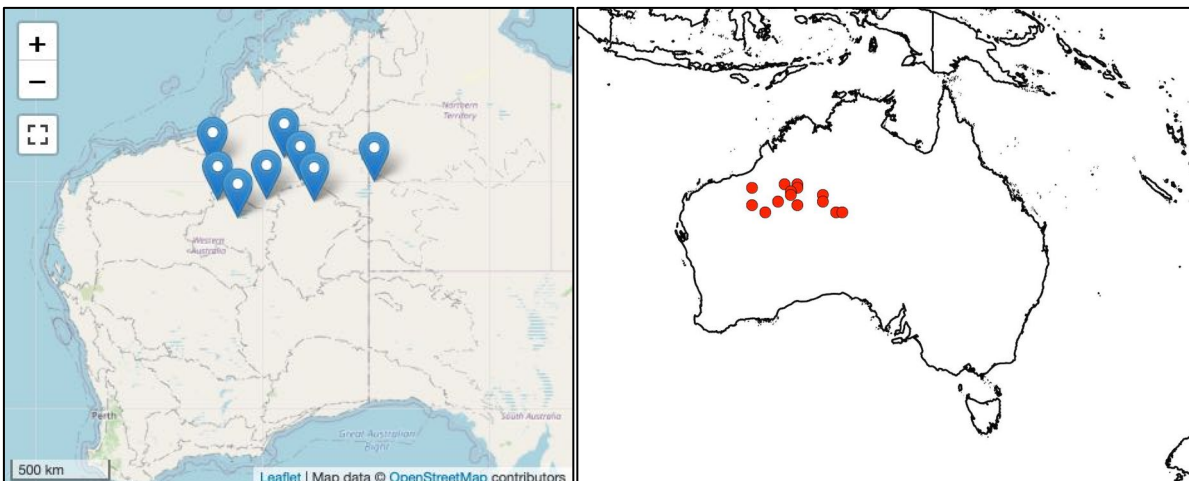 +
−
Northern
Territory
Western
Australia
Perth
South Australia
Great Australian
Bight
500 km
Leaflet | Map data © OpenStreetMap contributors